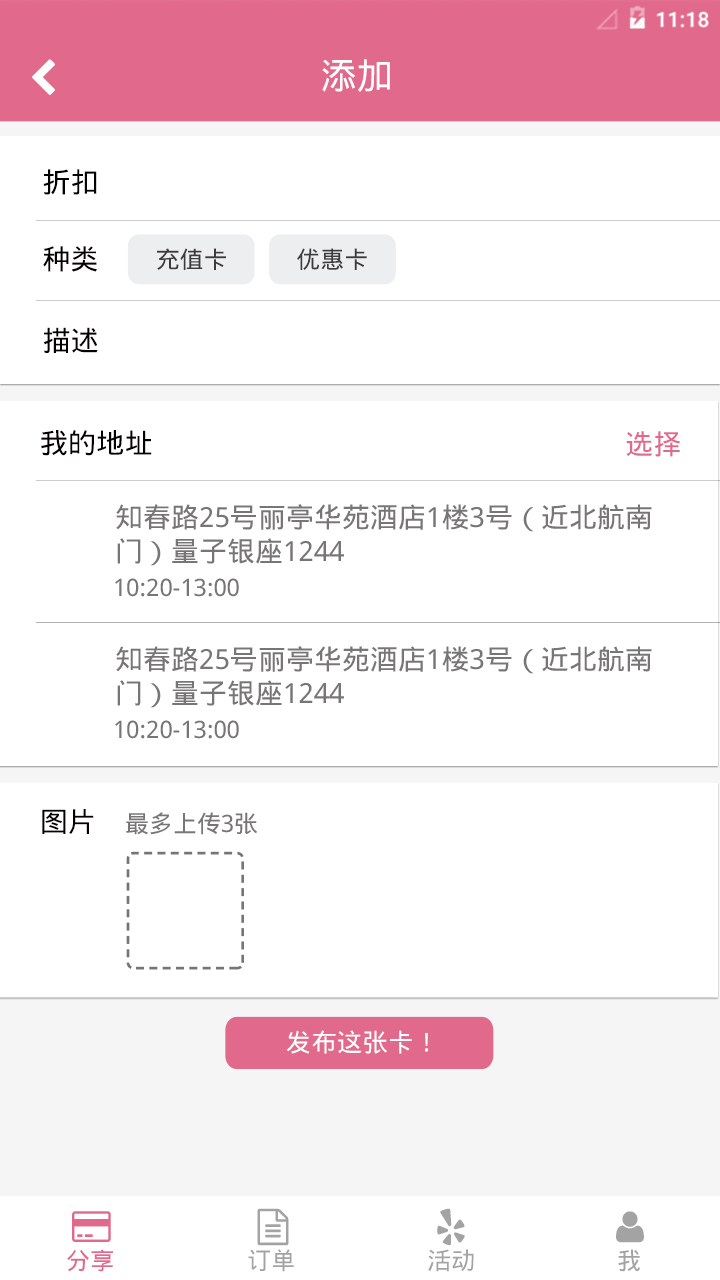 11:18
添加
折扣
种类 充值卡 优惠卡
描述
我的地址 选择
知春路25号丽亭华苑酒店1楼3号（近北航南
门）量子银座1244
10:20-13:00
知春路25号丽亭华苑酒店1楼3号（近北航南
门）量子银座1244
10:20-13:00
图片 最多上传3张
发布这张卡！
分享 订单 活动 我